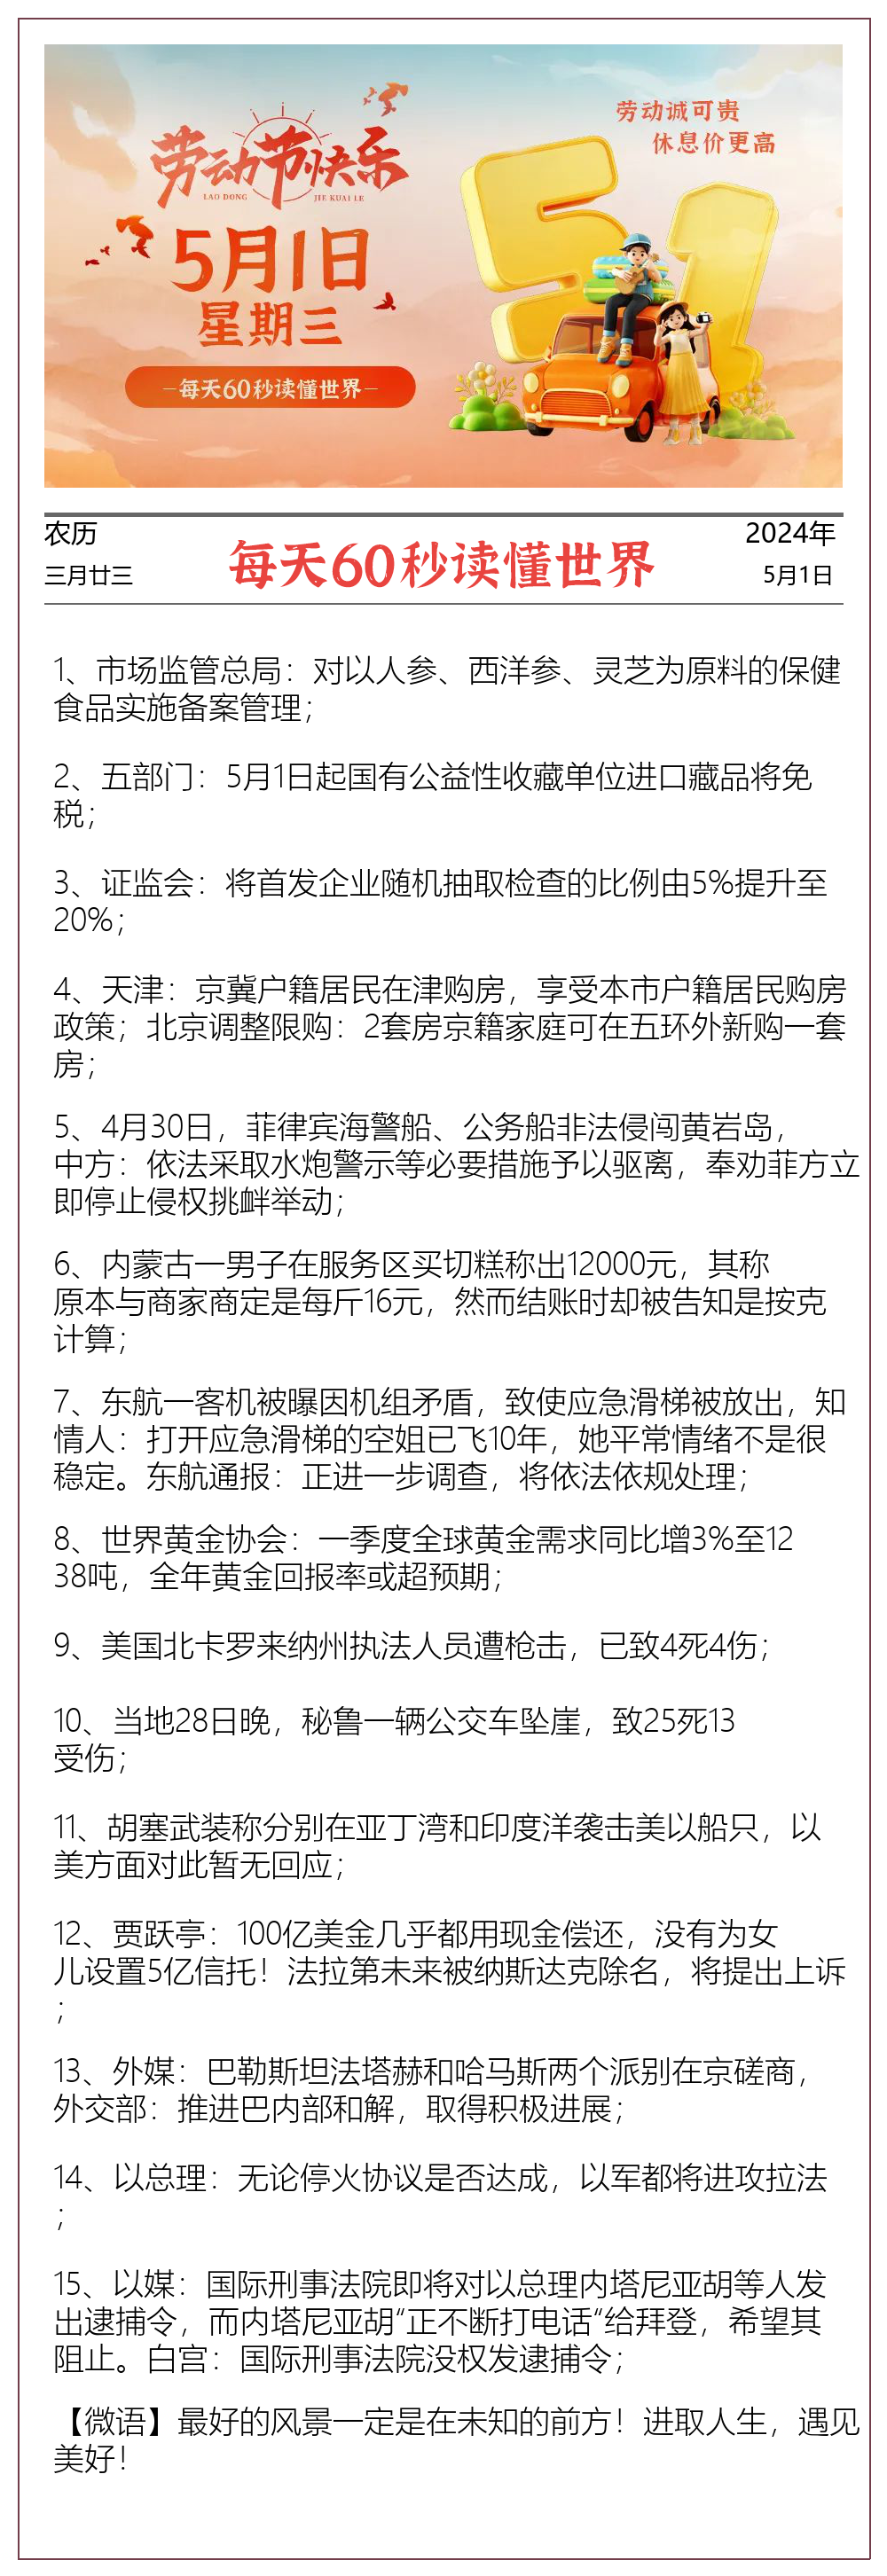 劳动诚可贵
休息价更高
劳动节快乐
LAO DONG JIE KUAI LE
51
5月1日
星期三
—每天60秒读懂世界—
农历
三月廿三
每天60秒读懂世界
2024年
5月1日
1、市场监管总局：对以人参、西洋参、灵芝为原料的保健
食品实施备案管理；
2、五部门：5月1日起国有公益性收藏单位进口藏品将免
税；
3、证监会：将首发企业随机抽取检查的比例由5%提升至
20%；
4、天津：京冀户籍居民在津购房，享受本市户籍居民购房
政策；北京调整限购：2套房京籍家庭可在五环外新购一套
房；
5、4月30日，菲律宾海警船、公务船非法侵闯黄岩岛，
中方：依法采取水炮警示等必要措施予以驱离，奉劝菲方立
即停止侵权挑衅举动；
6、内蒙古一男子在服务区买切糕称出12000元，其称
原本与商家商定是每斤16元，然而结账时却被告知是按克
计算；
7、东航一客机被曝因机组矛盾，致使应急滑梯被放出，知
情人：打开应急滑梯的空姐已飞10年，她平常情绪不是很
稳定。东航通报：正进一步调查，将依法依规处理；
8、世界黄金协会：一季度全球黄金需求同比增3%至12
38吨，全年黄金回报率或超预期；
9、美国北卡罗来纳州执法人员遭枪击，已致4死4伤；
10、当地28日晚，秘鲁一辆公交车坠崖，致25死13
受伤；
11、胡塞武装称分别在亚丁湾和印度洋袭击美以船只，以
美方面对此暂无回应；
12、贾跃亭：100亿美金几乎都用现金偿还，没有为女
儿设置5亿信托！法拉第未来被纳斯达克除名，将提出上诉
；
13、外媒：巴勒斯坦法塔赫和哈马斯两个派别在京磋商，
外交部：推进巴内部和解，取得积极进展；
14、以总理：无论停火协议是否达成，以军都将进攻拉法
；
15、以媒：国际刑事法院即将对以总理内塔尼亚胡等人发
出逮捕令，而内塔尼亚胡“正不断打电话“给拜登，希望其
阻止。白宫：国际刑事法院没权发逮捕令；
【微语】最好的风景一定是在未知的前方！进取人生，遇见
美好！